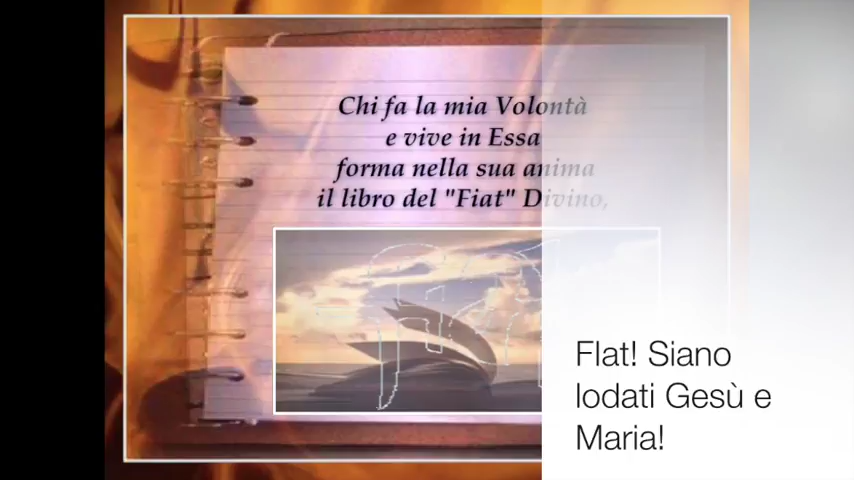 Chi fa la mia Volontà
e vive in Essa
forma nella sua anima
il libro del "Fiat" Divino,
Fiat
Flat! Siano
lodati Gesù e
Maria!